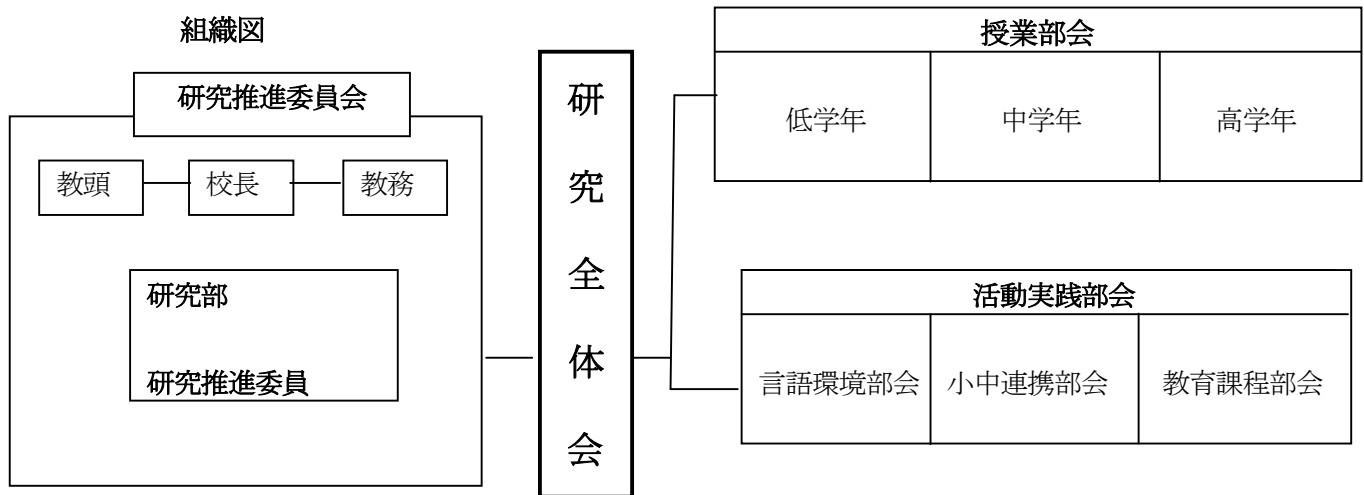 組織図
研究推進委員会
教頭
校長
教務
研究部
研究推進委員
研究全体会
授業部会
低学年
中学年
高学年
活動実践部会
言語環境部会
小中連携部会
教育課程部会